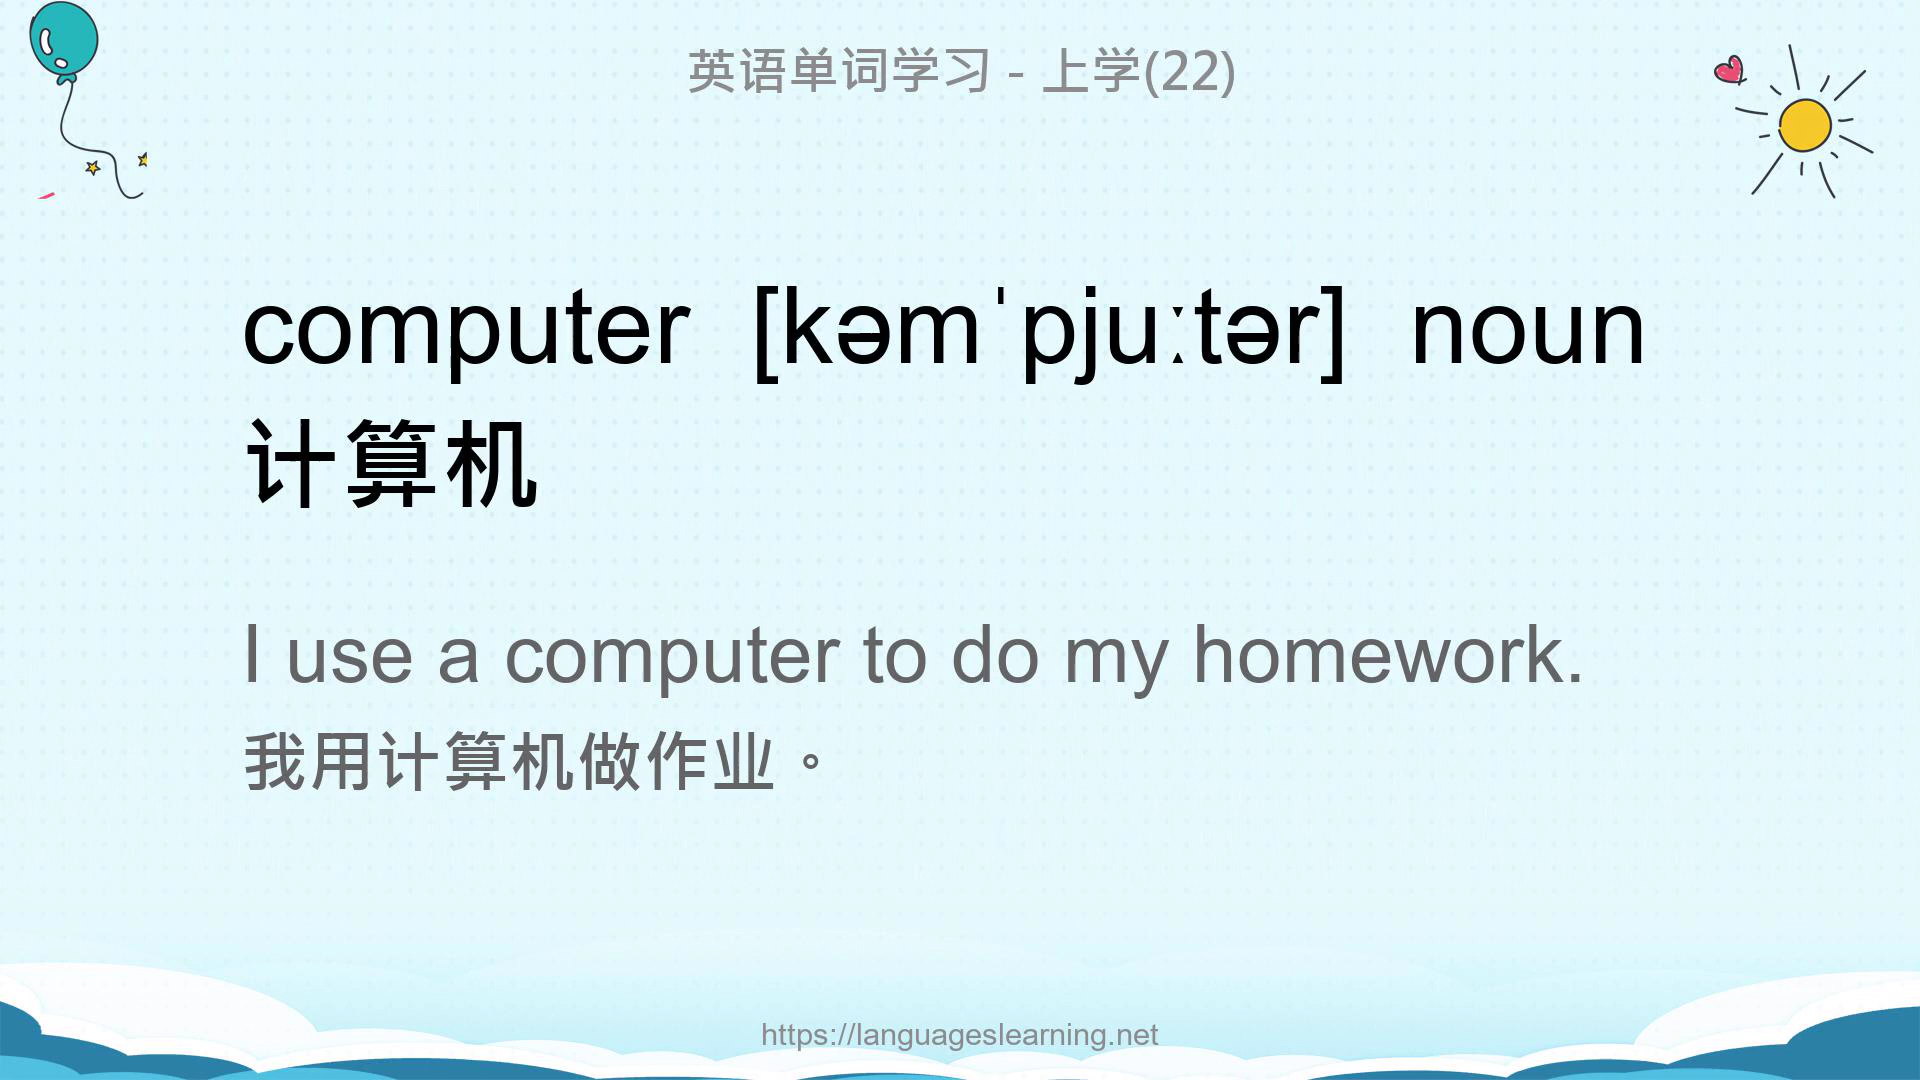 英语单词学习 - 上学(22)
computer [kəmˈpjuːtər] noun
计算机
I use a computer to do my homework.
我用计算机做作业。
https://languageslearning.net